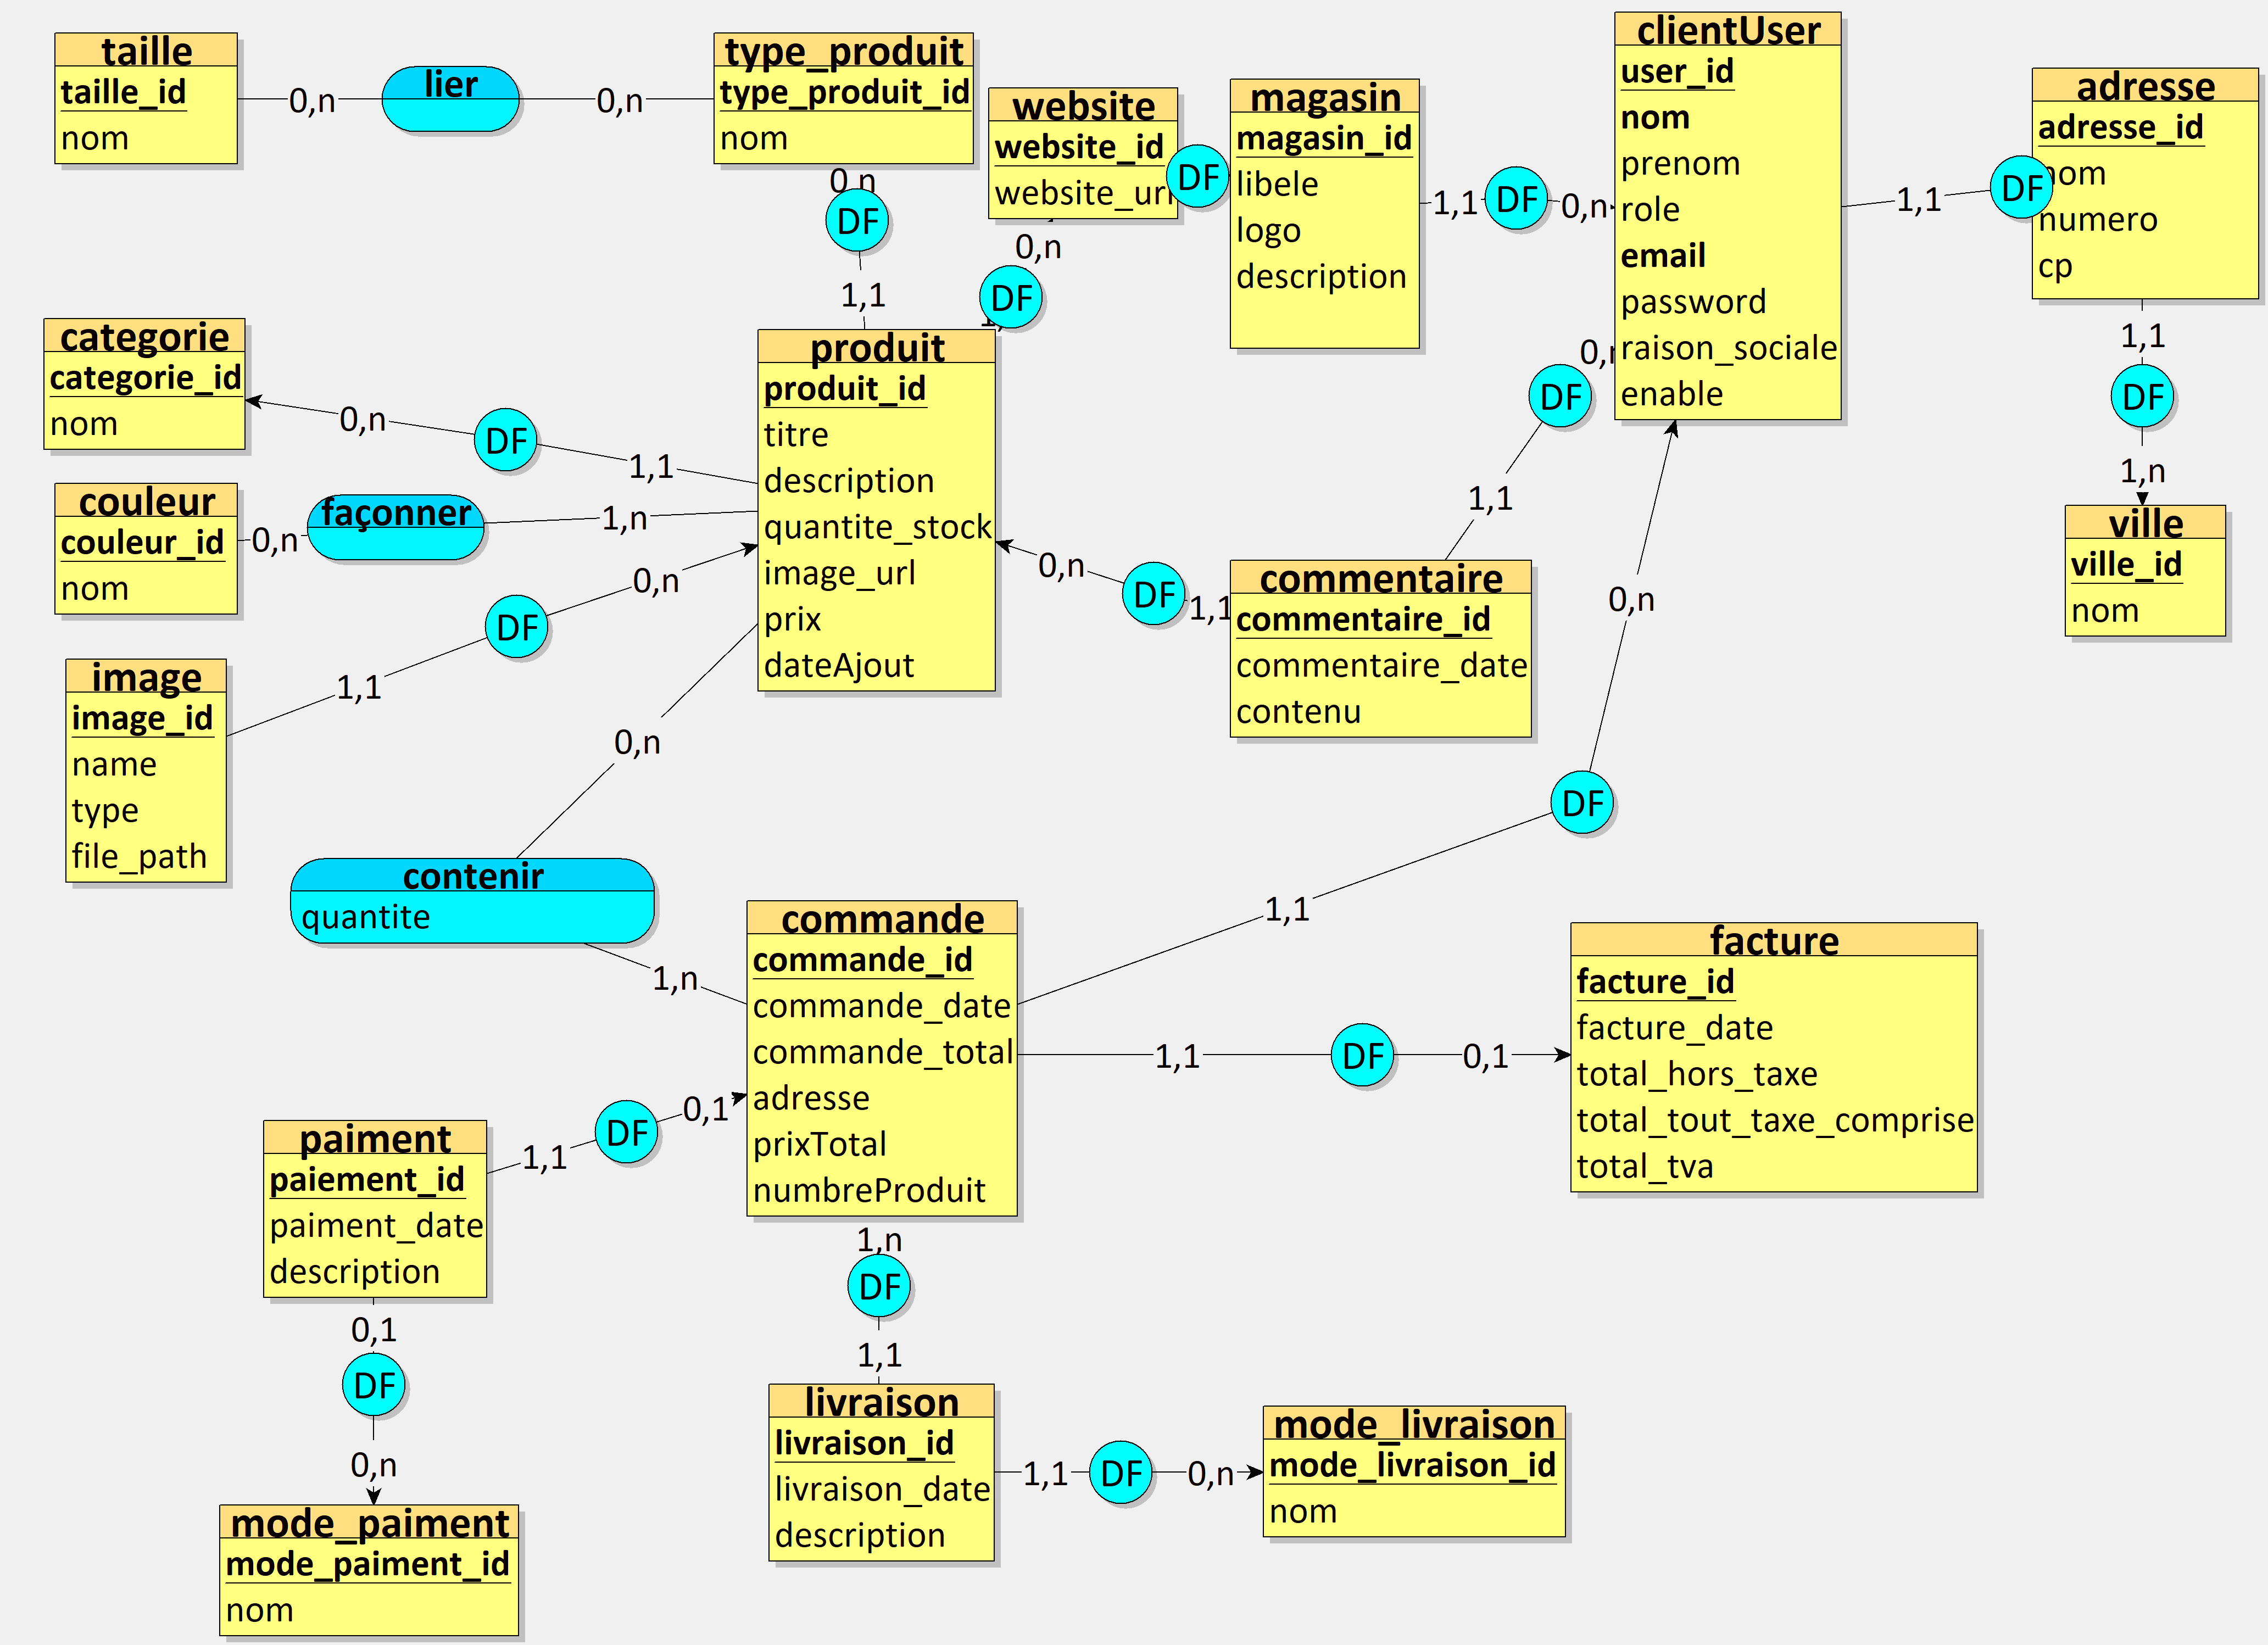 taille
taille_id
nom
0,n
lier
0,n
type_produit
type_produit_id
nom
0,n
DF
1,1
website
website_id
website_url
DF
0,n
DF
magasin
magasin_id
libele
logo
description
1,1
DF
0,n
clientUser
user_id
nom
prenom
role
email
password
raison_sociale
enable
1,1
DF
adresse
adresse_id
nom
numero
cp
1,1
DF
1,n
ville
ville_id
nom
categorie
categorie_id
nom
0,n
DF
1,1
produit
produit_id
titre
description
quantite_stock
image_url
prix
dateAjout
couleur
couleur_id
nom
0,n
façonner
1,n
image
image_id
name
type
file_path
1,1
DF
0,n
0,n
DF
1,1
commentaire
commentaire_id
commentaire_date
contenu
1,1
DF
0,n
0,n
DF
1,1
0,n
contenir
quantite
1,n
commande
commande_id
commande_date
commande_total
adresse
prixTotal
numbreProduit
1,1
DF
0,1
facture
facture_id
facture_date
total_hors_taxe
total_tout_taxe_comprise
total_tva
paiment
paiement_id
paiment_date
description
1,1
DF
0,1
0,1
DF
0,n
mode_paiment
mode_paiment_id
nom
1,n
DF
1,1
livraison
livraison_id
livraison_date
description
1,1
DF
0,n
mode_livraison
mode_livraison_id
nom